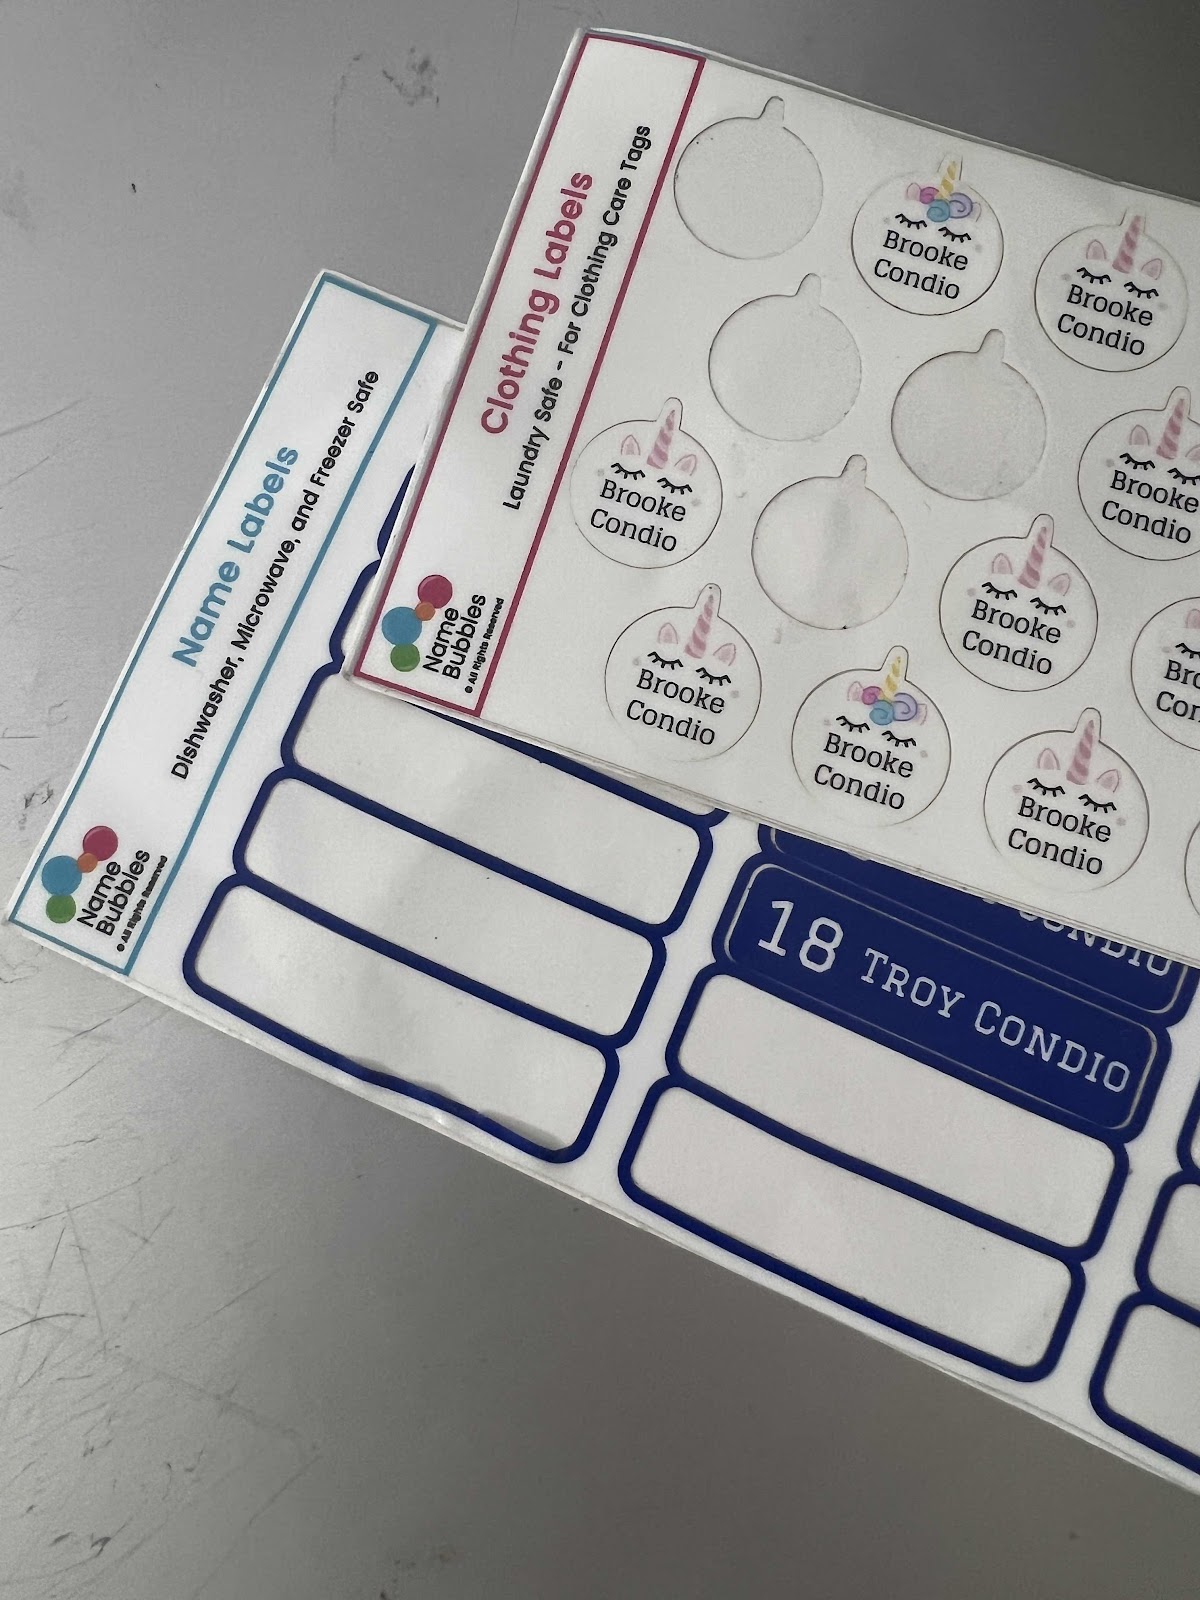 Clothing Labels
Laundry Safe - For Clothing Care Tags
Name
Bubbles
© All Rights Reserved
Brooke
Condio
Brooke
Condio
Brooke
Condio
Brooke
Condio
Brooke
Condio
Brooke
Condio
Brooke
Condio
Brooke
Condio
Name Labels
Dishwasher, Microwave, and Freezer Safe
Name
Bubbles
© All Rights Reserved
Condio
18 Troy Condio